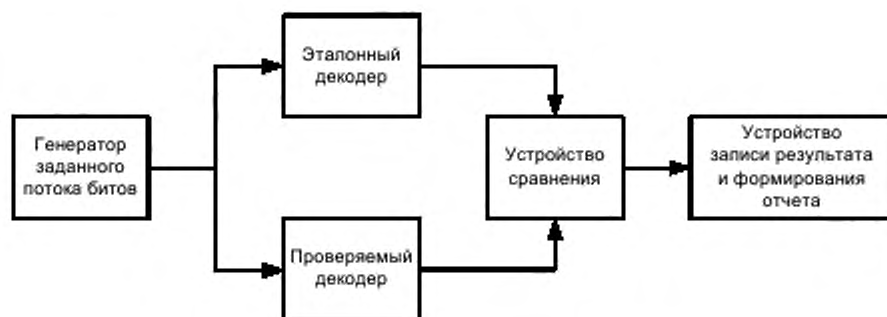 Эталонный
декодер
Генератор
заданного
потока битов
Устройство
сравнения
Устройство
записи результата
и формирования
отчета
Проверяемый
декодер